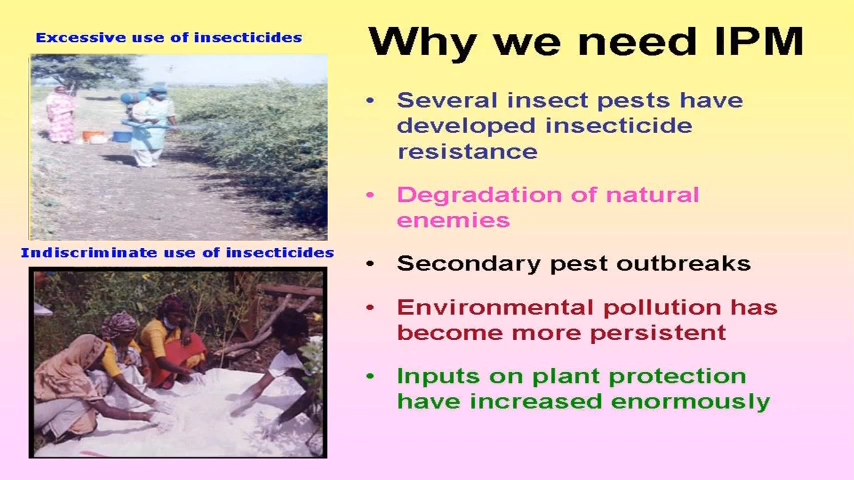 Excessive use of insecticides
Indiscriminate use of insecticides
Why we need IPM
• Several insect pests have
developed insecticide
resistance
• Degradation of natural
enemies
• Secondary pest outbreaks
• Environmental pollution has
become more persistent
• Inputs on plant protection
have increased enormously